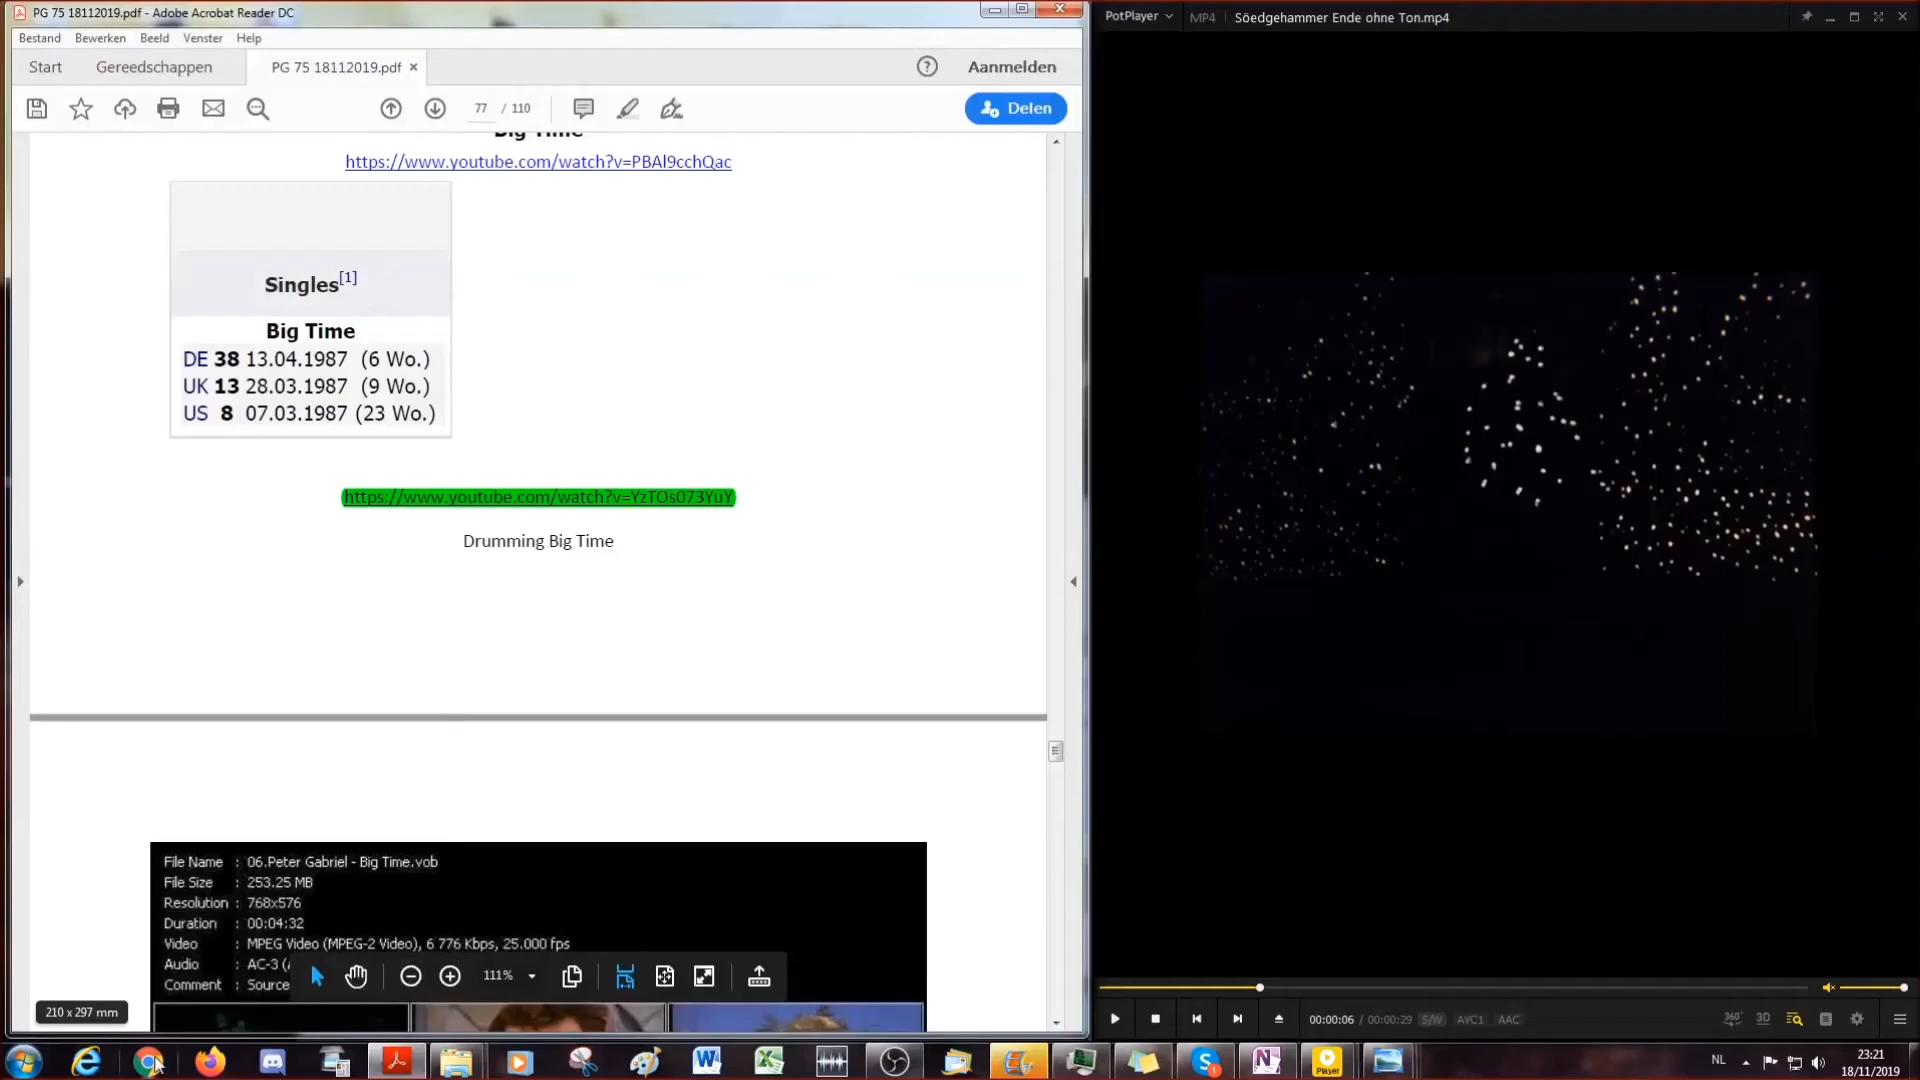 PG 75 18112019.pdf - Adobe Acrobat Reader DC
Bestand Bewerken Beeld Venster Help
Start Gereedschappen PG 75 18112019.pdf × Aanmelden
77 / 110 Delen
Big Time
https://www.youtube.com/watch?v=PBAl9cchQac
Singles[1]
Big Time
DE 38 13.04.1987 (6 Wo.)
UK 13 28.03.1987 (9 Wo.)
US 8 07.03.1987 (23 Wo.)
https://www.youtube.com/watch?v=YzTOs073YuY
Drumming Big Time
File Name : 06.Peter Gabriel - Big Time.vob
File Size : 253.25 MB
Resolution : 768x576
Duration : 00:04:32
Video : MPEG Video (MPEG-2 Video), 6 776 Kbps, 25.000 fps
Audio : AC-3 (
Comment : Source
111%
210 x 297 mm
PotPlayer MP4 Söedgehammer Ende ohne Ton.mp4
00:00:06 / 00:00:29 S/W AVC1 AAC
360° 3D
NL
23:21
18/11/2019